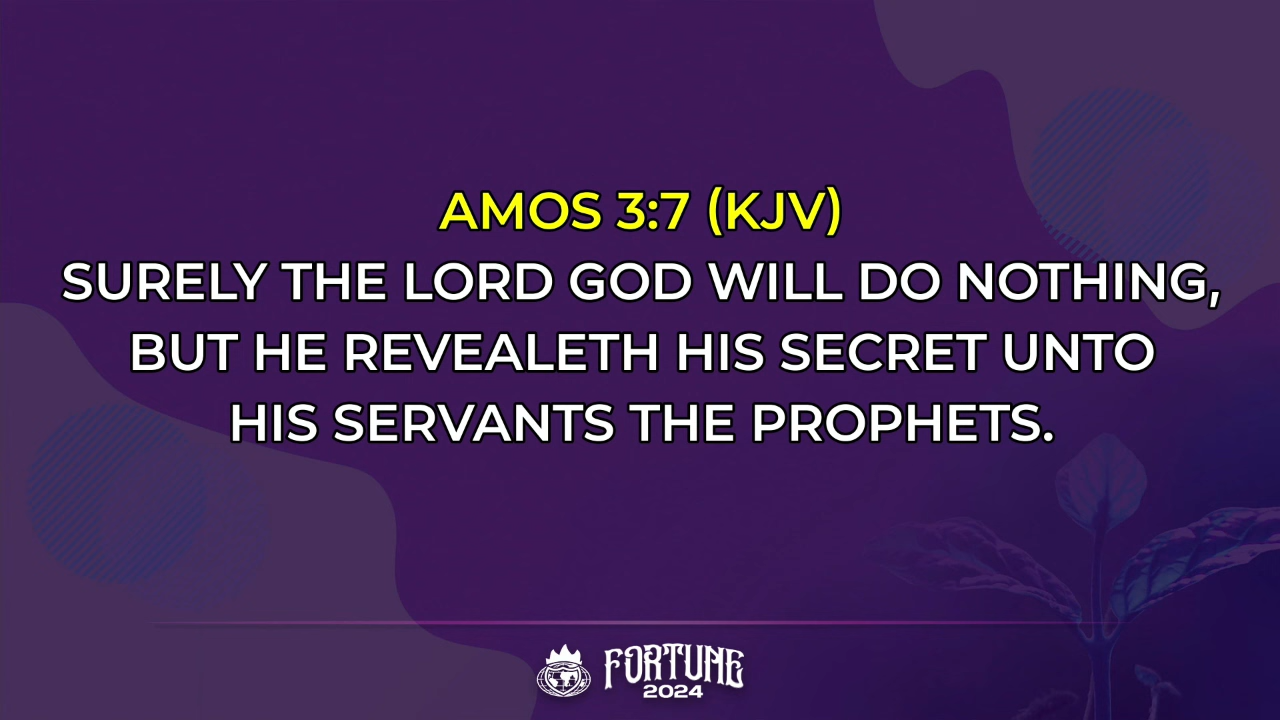 AMOS 3:7 (KJV)
SURELY THE LORD GOD WILL DO NOTHING,
BUT HE REVEALETH HIS SECRET UNTO
HIS SERVANTS THE PROPHETS.
FORTUNE
2024